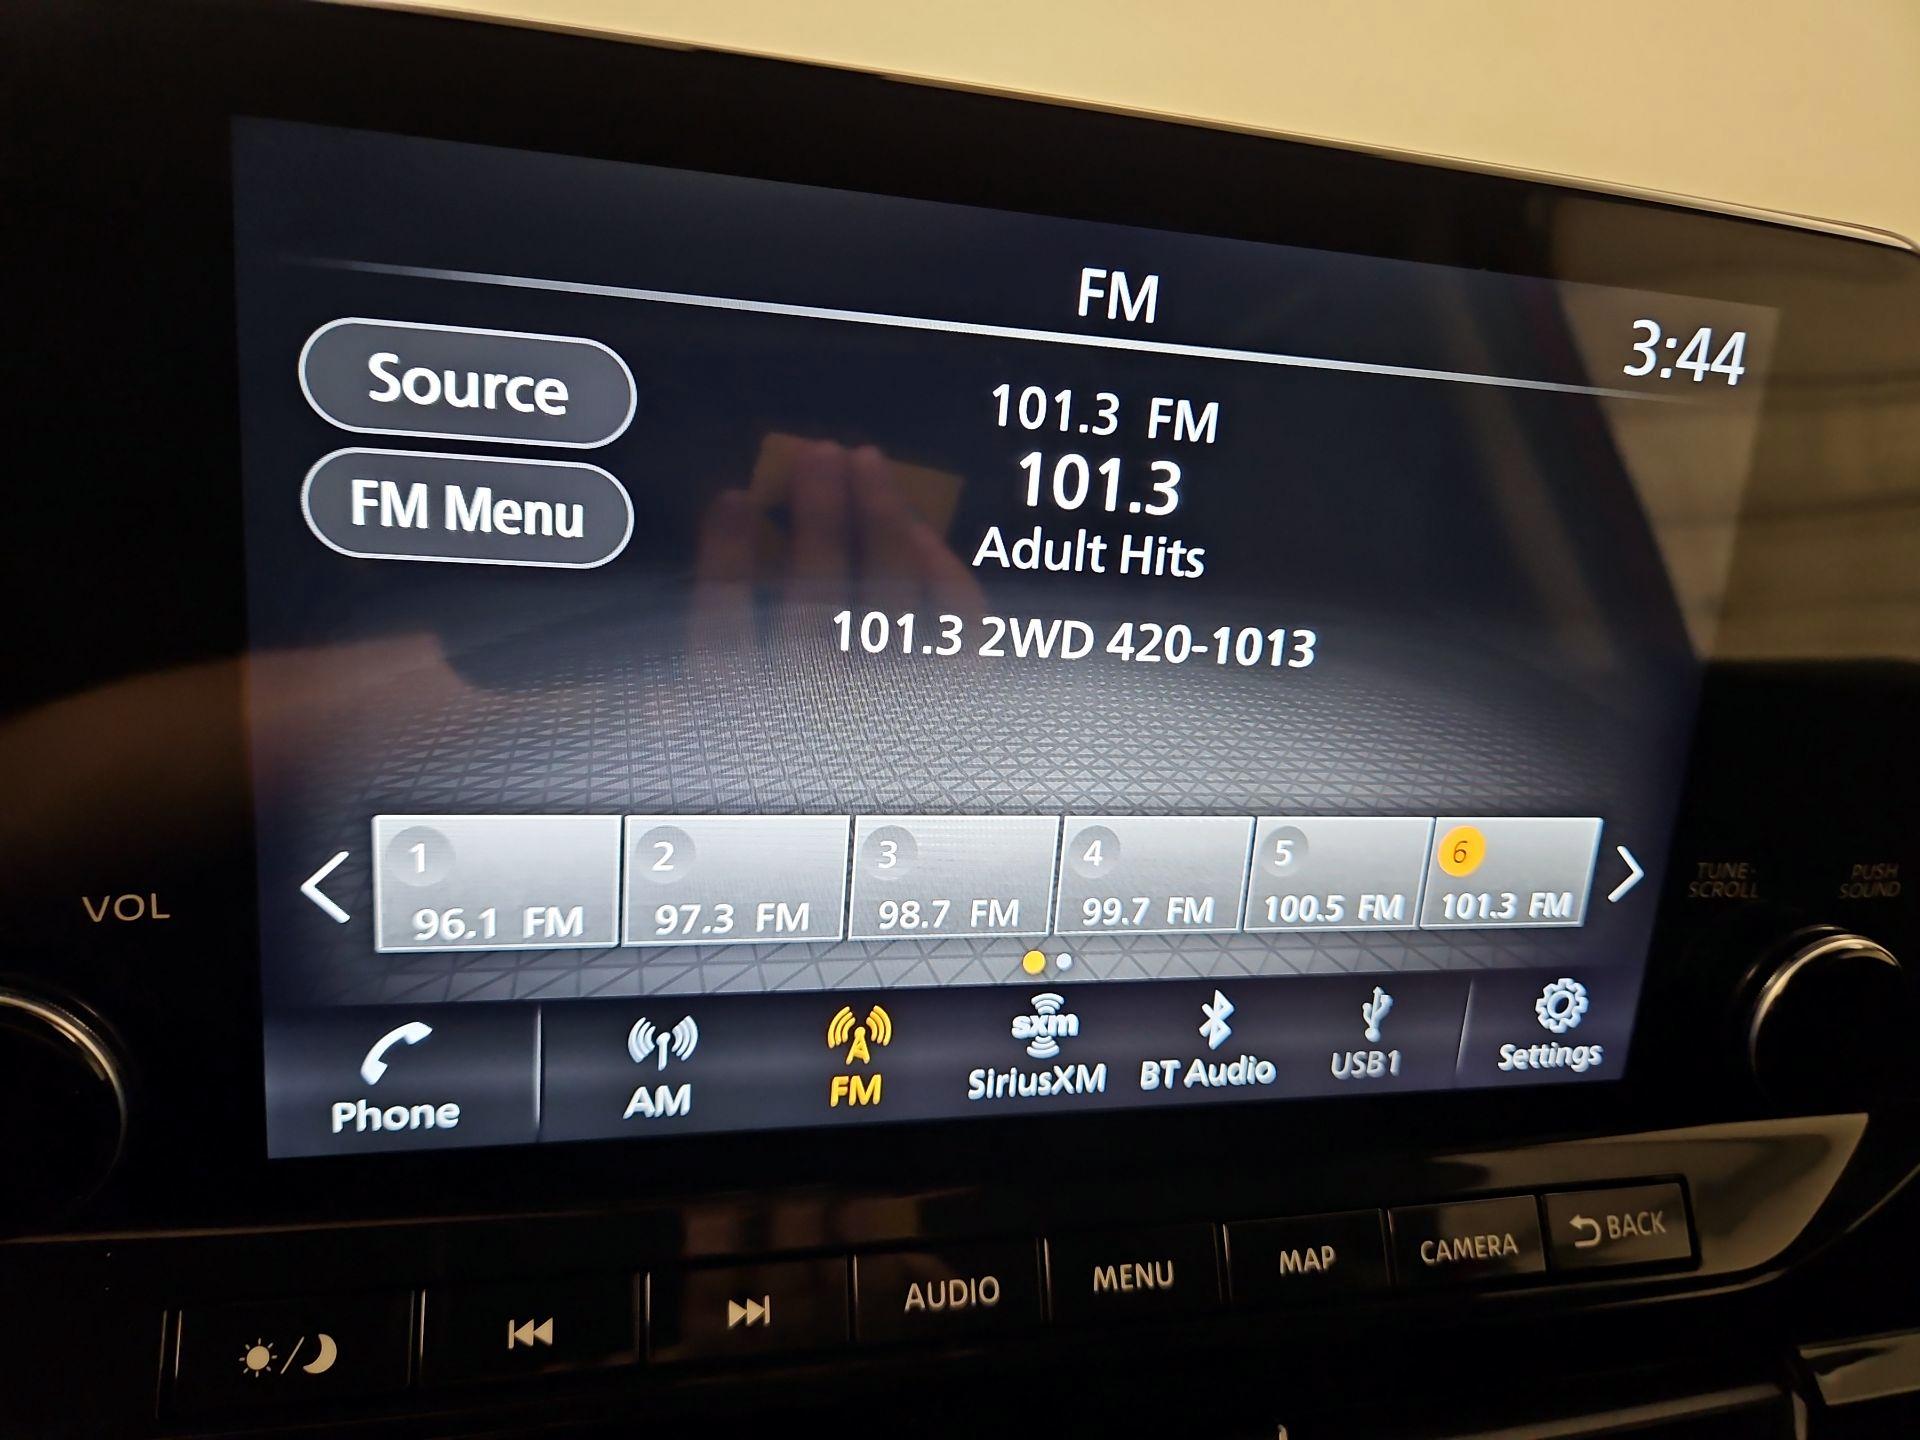 FM
3:44
Source
FM Menu
101.3 FM
101.3
Adult Hits
101.3 2WD 420-1013
1 2 3 4 5 6
96.1 FM 97.3 FM 98.7 FM 99.7 FM 100.5 FM 101.3 FM
VOL
TUNE·
SCROLL
PUSH
SOUND
sxm
Phone AM FM SiriusXM BT Audio USB1 Settings
AUDIO MENU MAP CAMERA BACK